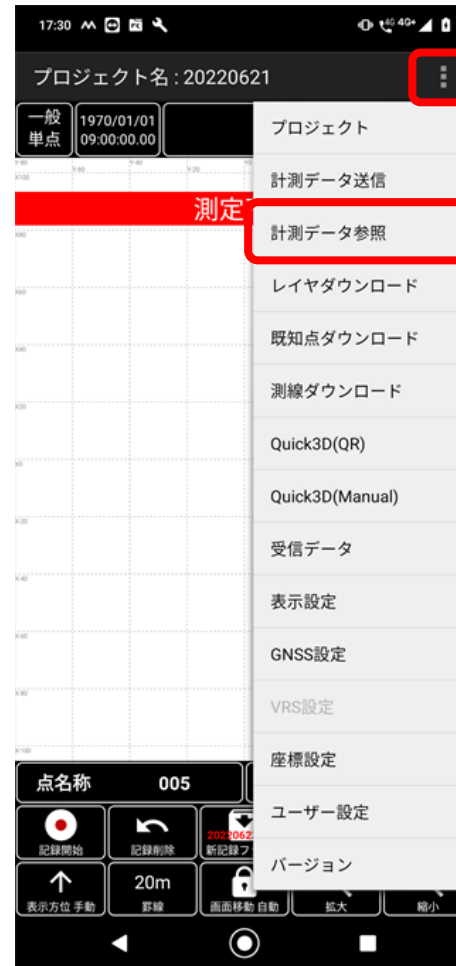 17:30
4G 4G+
プロジェクト名 : 20220621
一般
単点
1970/01/01
09:00:00.00
測定
プロジェクト
計測データ送信
計測データ参照
レイヤダウンロード
既知点ダウンロード
測線ダウンロード
Quick3D(QR)
Quick3D(Manual)
受信データ
表示設定
GNSS設定
VRS設定
座標設定
ユーザー設定
バージョン
点名称 005
記録開始
記録削除
2022062
新記録フ
表示方位 手動
20m
罫線
画面移動 自動
拡大
縮小